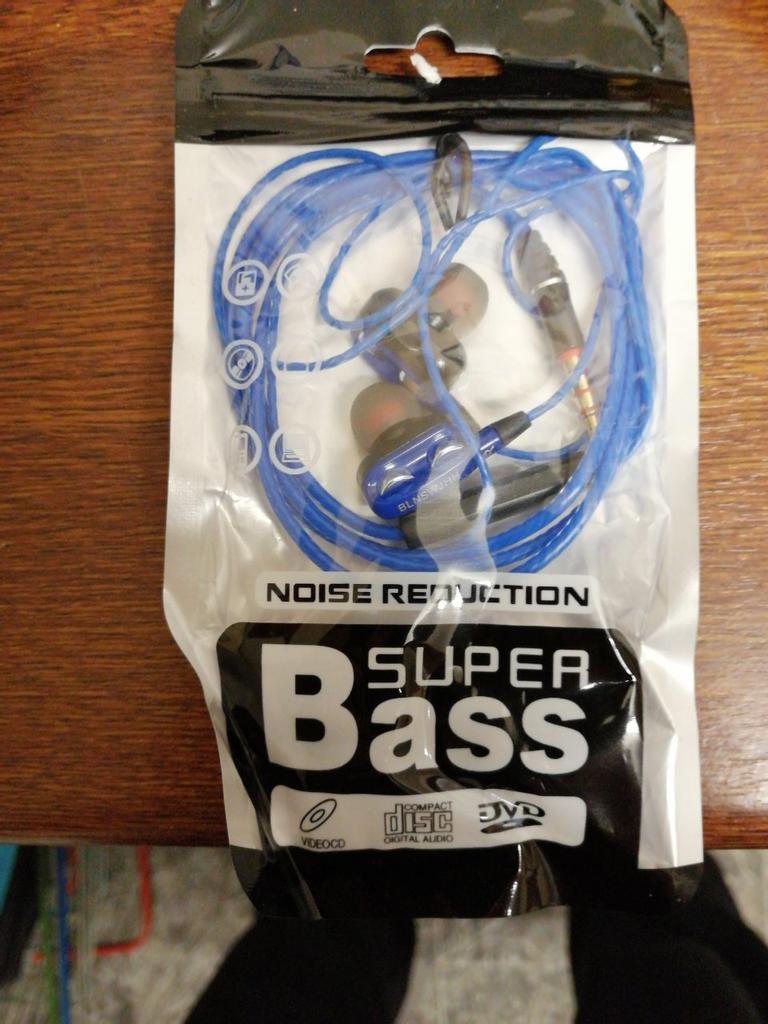 NOISE REDUCTION
SUPER
Bass
VIDEOCD
COMPACT
disc
DIGITAL AUDIO
DVD